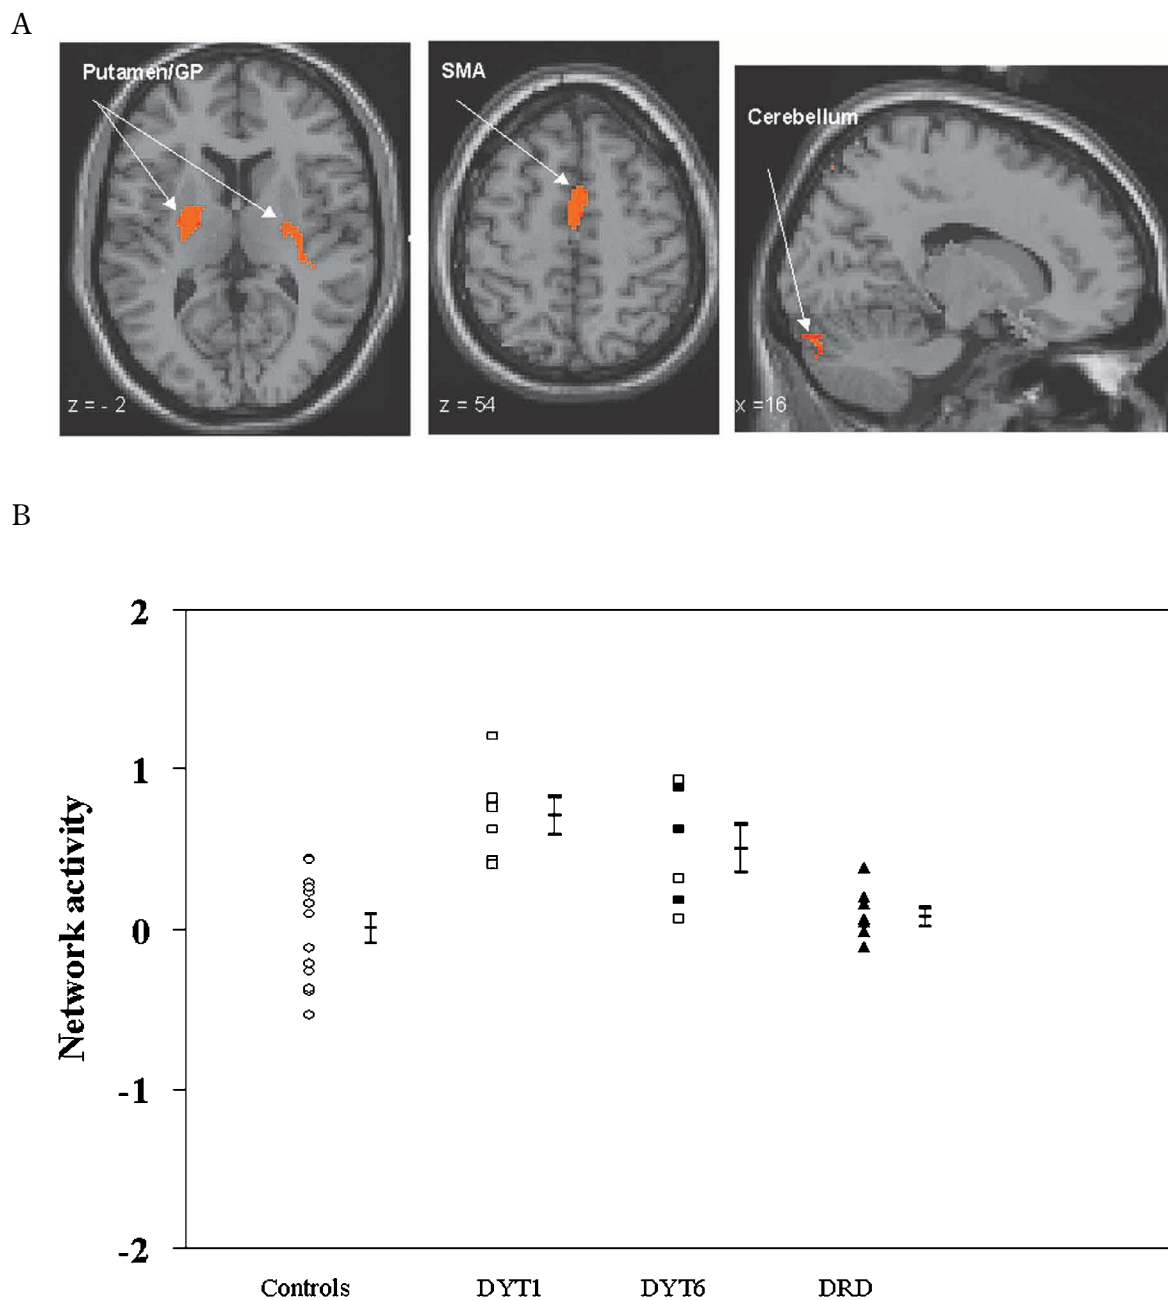 A
Putamen/GP
SMA
Cerebellum
z = - 2
z = 54
x =16
B
2
1
0
-1
-2
Network activity
Controls
DYT1
DYT6
DRD